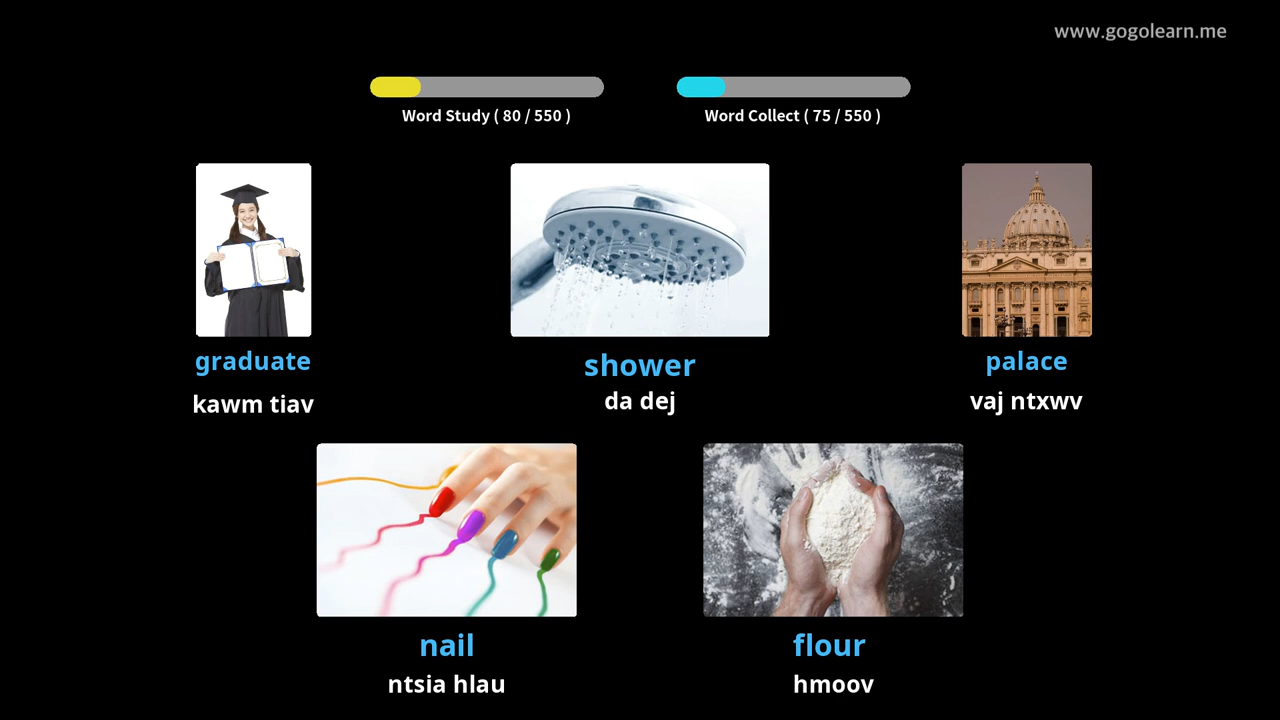 www.gogolearn.me
Word Study ( 80 / 550 )
Word Collect ( 75 / 550 )
graduate
kawm tiav
shower
da dej
palace
vaj ntxwv
nail
ntsia hlau
flour
hmoov